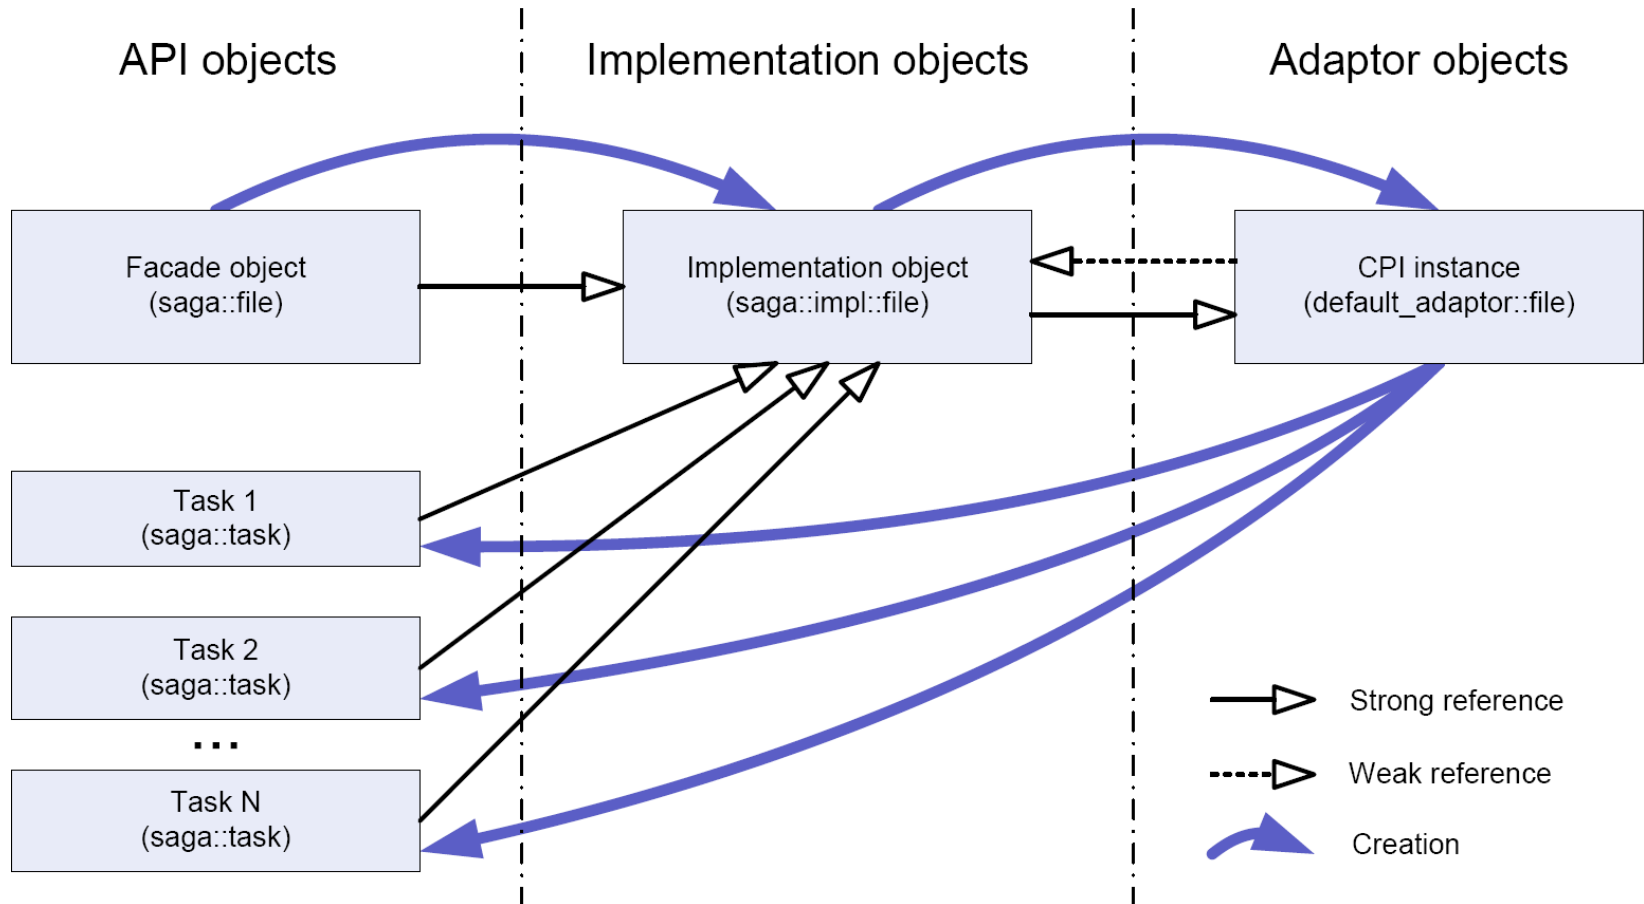 API objects
Implementation objects
Adaptor objects
Facade object
(saga::file)
Implementation object
(saga::impl::file)
CPI instance
(default_adaptor::file)
Task 1
(saga::task)
Task 2
(saga::task)
...
Task N
(saga::task)
Strong reference
Weak reference
Creation